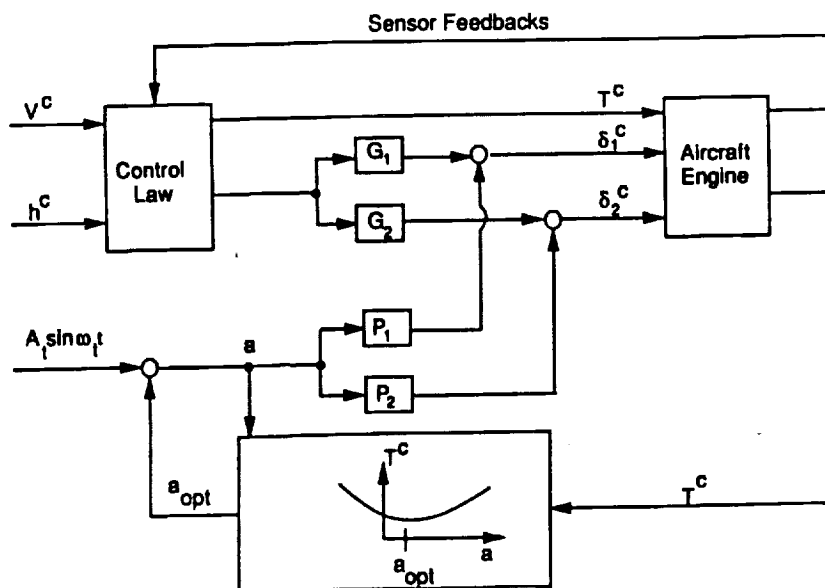 Sensor Feedbacks
V^c
T^c
Control
Law
G_1
δ_1^c
Aircraft
Engine
h^c
G_2
δ_2^c
A_t sin ω_t t
a
P_1
P_2
a_opt
T^c
a
a_opt
T^c